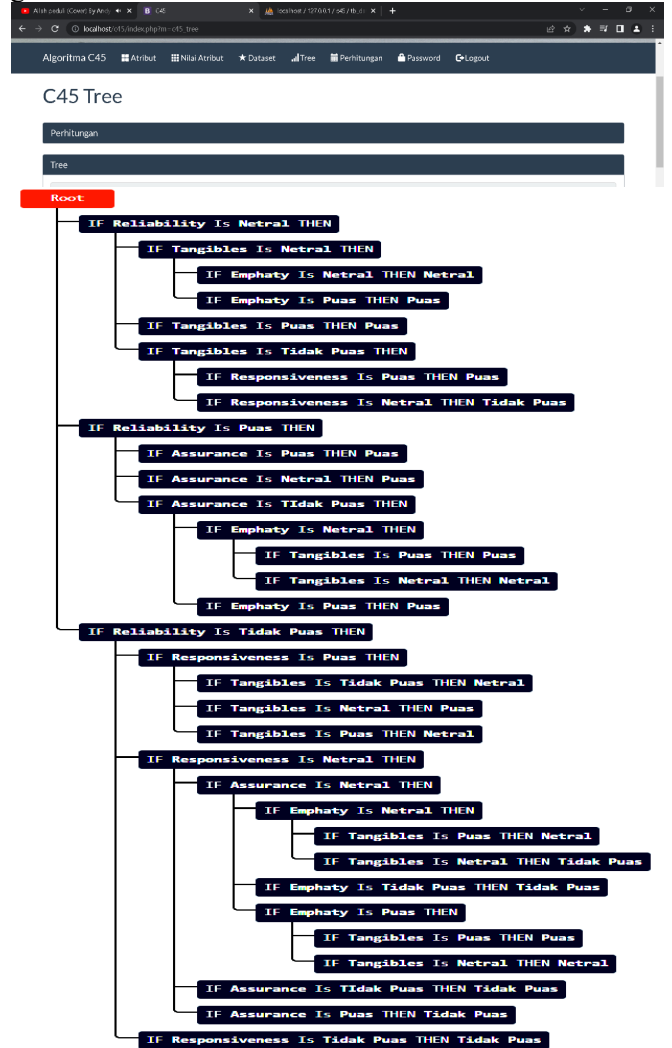 Allah peduli (Cover) By Andy
C45
localhost / 127.0.0.1 / c45 / tb_d
localhost/c45/index.php?m=c45_tree
Algoritma C45 Atribut Nilai Atribut Dataset Tree Perhitungan Password Logout
C45 Tree
Perhitungan
Tree
Root
IF Reliability Is Netral THEN
IF Tangibles Is Netral THEN
IF Emphaty Is Netral THEN Netral
IF Emphaty Is Puas THEN Puas
IF Tangibles Is Puas THEN Puas
IF Tangibles Is Tidak Puas THEN
IF Responsiveness Is Puas THEN Puas
IF Responsiveness Is Netral THEN Tidak Puas
IF Reliability Is Puas THEN
IF Assurance Is Puas THEN Puas
IF Assurance Is Netral THEN Puas
IF Assurance Is TIdak Puas THEN
IF Emphaty Is Netral THEN
IF Tangibles Is Puas THEN Puas
IF Tangibles Is Netral THEN Netral
IF Emphaty Is Puas THEN Puas
IF Reliability Is Tidak Puas THEN
IF Responsiveness Is Puas THEN
IF Tangibles Is Tidak Puas THEN Netral
IF Tangibles Is Netral THEN Puas
IF Tangibles Is Puas THEN Netral
IF Responsiveness Is Netral THEN
IF Assurance Is Netral THEN
IF Emphaty Is Netral THEN
IF Tangibles Is Puas THEN Netral
IF Tangibles Is Netral THEN Tidak Puas
IF Emphaty Is Tidak Puas THEN Tidak Puas
IF Emphaty Is Puas THEN
IF Tangibles Is Puas THEN Puas
IF Tangibles Is Netral THEN Netral
IF Assurance Is TIdak Puas THEN Tidak Puas
IF Assurance Is Puas THEN Tidak Puas
IF Responsiveness Is Tidak Puas THEN Tidak Puas